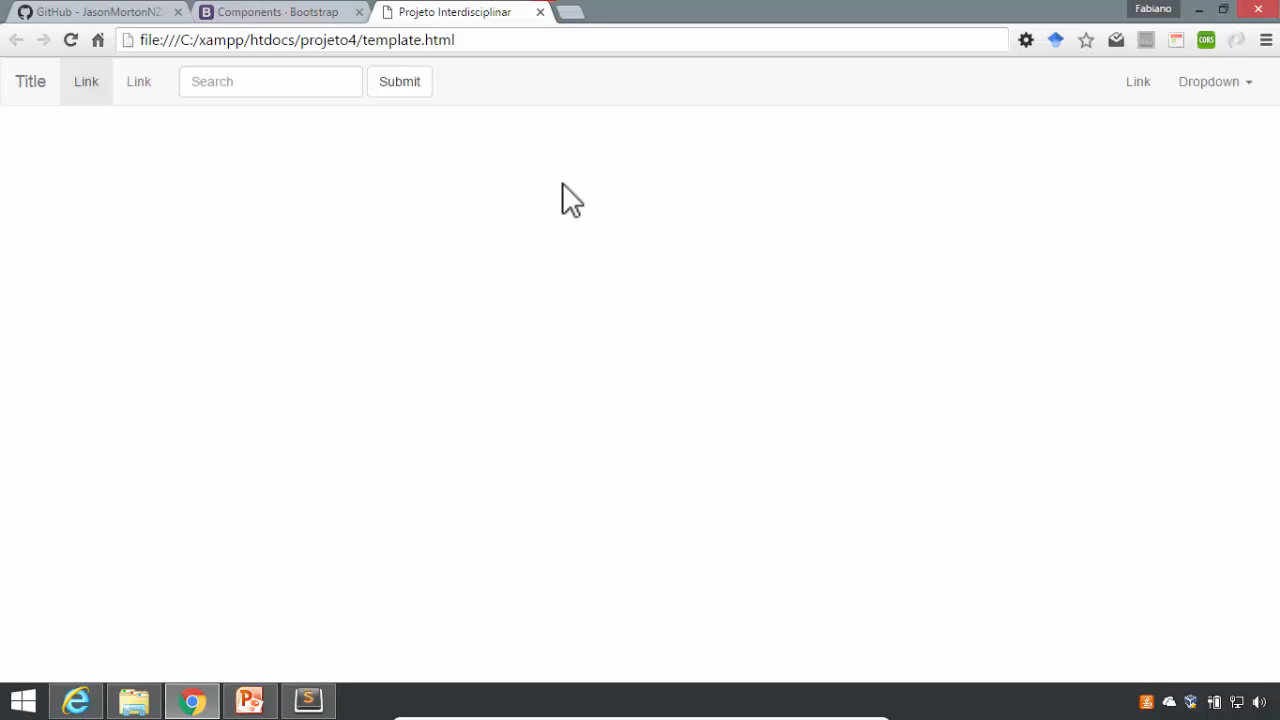 GitHub - JasonMortonNZ
Components · Bootstrap
Projeto Interdisciplinar
Fabiano
file:///C:/xampp/htdocs/projeto4/template.html
CORS
Title
Link
Link
Search
Submit
Link
Dropdown